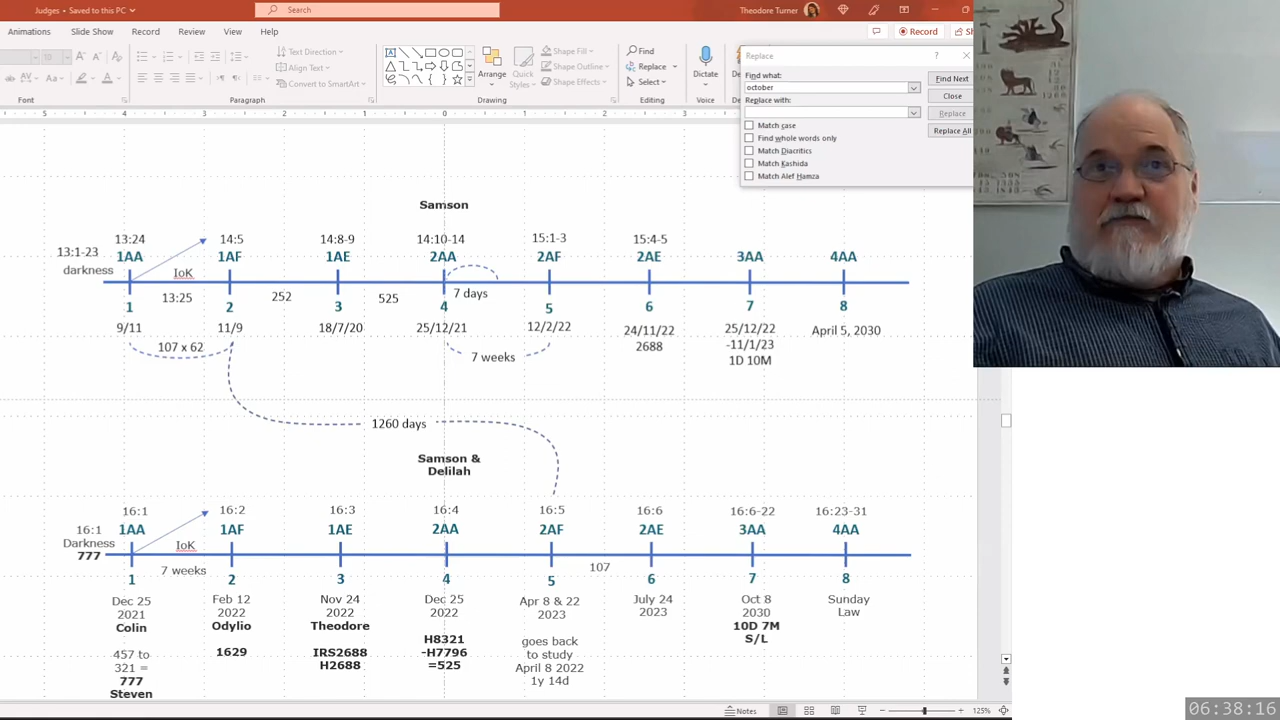 Judges • Saved to this PC
Search
Theodore Turner
Animations Slide Show Record Review View Help
Record
Text Direction
Align Text
Convert to SmartArt
Arrange
Quick Styles
Shape Fill
Shape Outline
Shape Effects
Find
Replace
Select
Dictate
Font Paragraph Drawing Editing Voice
Replace
?
Find what:
october
Replace with:
Match case
Find whole words only
Match Diacritics
Match Kashida
Match Alef Hamza
Find Next
Close
Replace
Replace All
5 4 3 2 1 0 1 2 3
Samson
13:1-23
darkness
13:24 14:5 14:8-9 14:10-14 15:1-3 15:4-5
1AA 1AF 1AE 2AA 2AF 2AE 3AA 4AA
IoK
13:25 252 525 7 days
1 2 3 4 5 6 7 8
9/11 11/9 18/7/20 25/12/21 12/2/22 24/11/22 25/12/22 April 5, 2030
2688 -11/1/23
1D 10M
107 x 62 7 weeks
1260 days
Samson &
Delilah
16:1
Darkness
777
16:1 16:2 16:3 16:4 16:5 16:6 16:6-22 16:23-31
1AA 1AF 1AE 2AA 2AF 2AE 3AA 4AA
IoK
7 weeks 107
1 2 3 4 5 6 7 8
Dec 25
2021
Colin
457 to
321 =
777
Steven
Feb 12
2022
Odylio
1629
Nov 24
2022
Theodore
IRS2688
H2688
Dec 25
2022
H8321
-H7796
=525
Apr 8 & 22
2023
goes back
to study
April 8 2022
1y 14d
July 24
2023
Oct 8
2030
10D 7M
S/L
Sunday
Law
Notes
125%
06:38:16